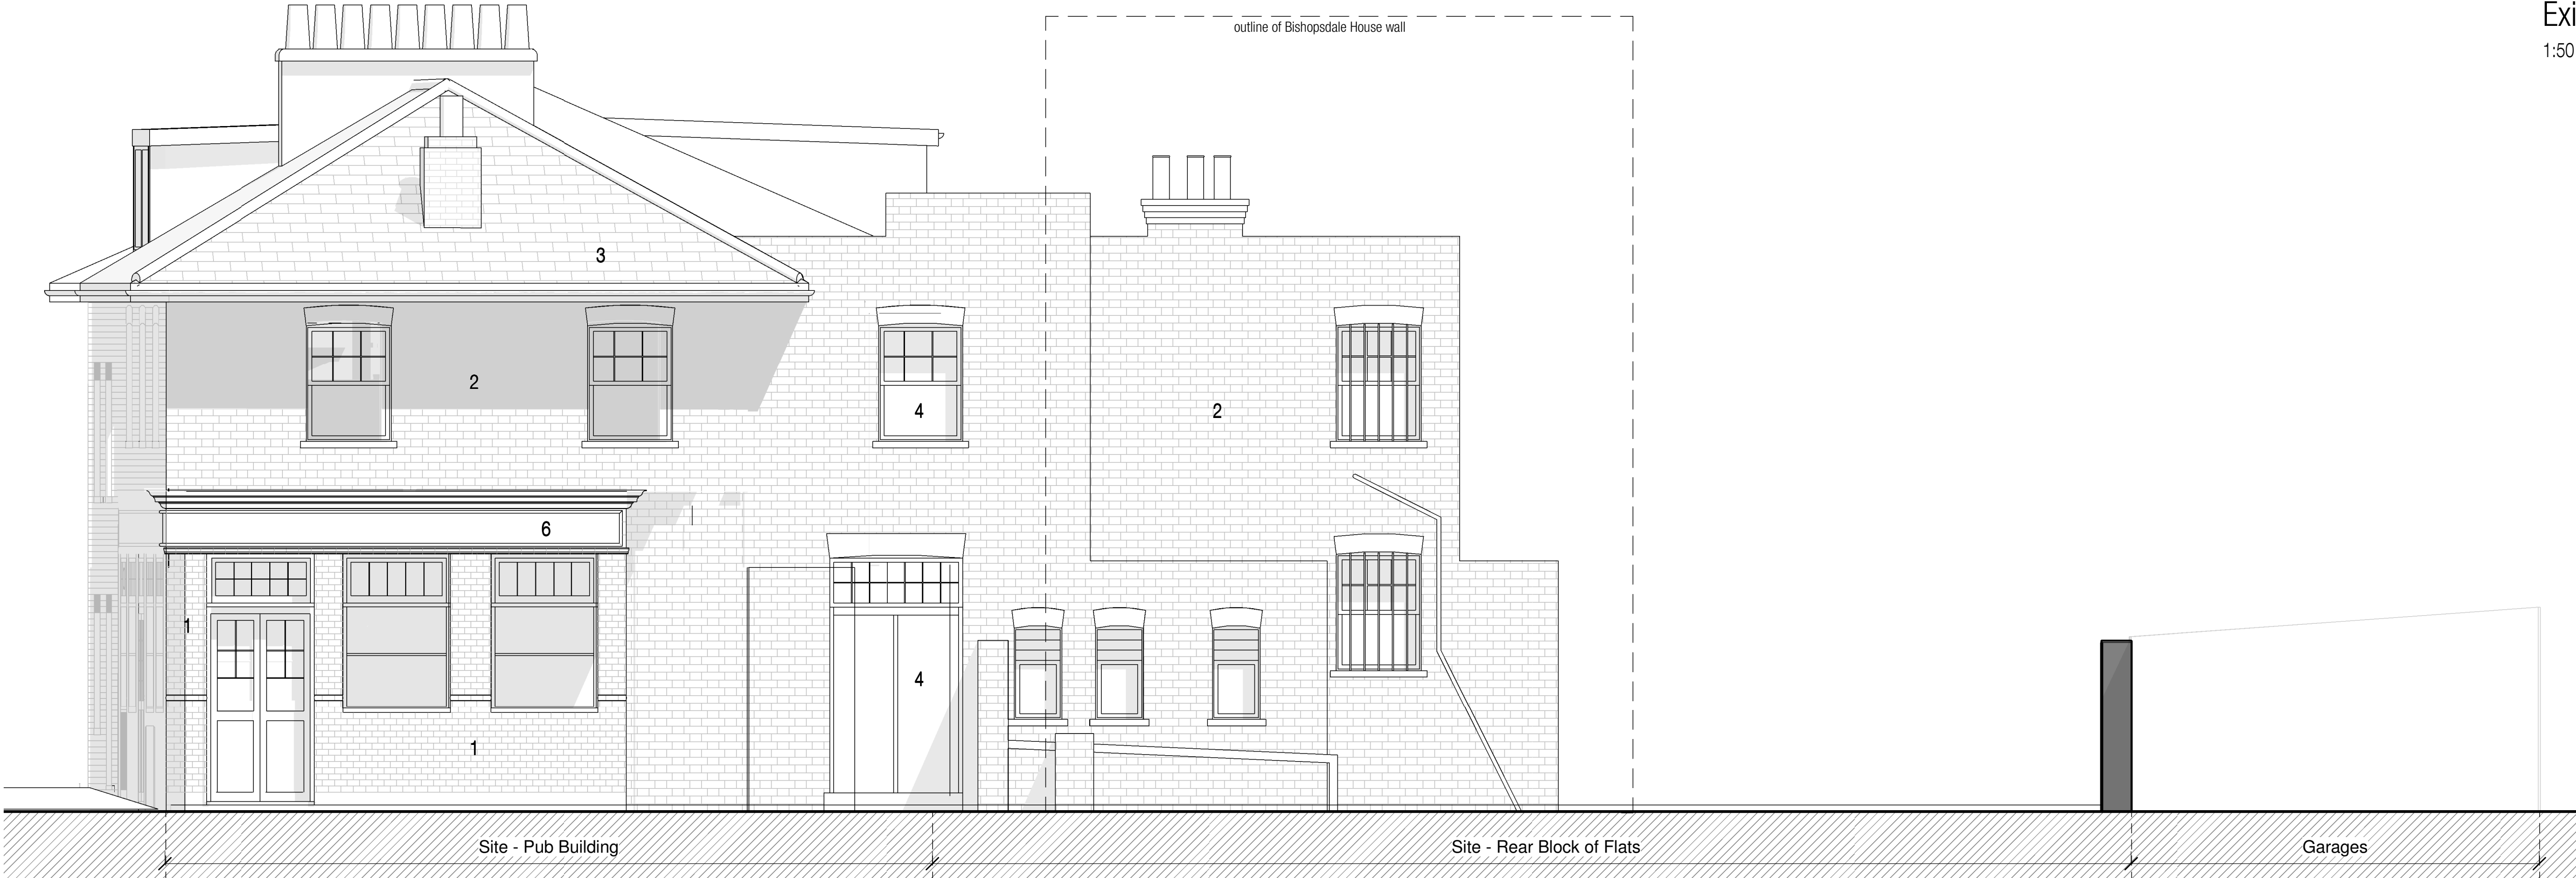 Exi
1:50
outline of Bishopsdale House wall
3
2
4
2
6
1
4
1
Site - Pub Building
Site - Rear Block of Flats
Garages